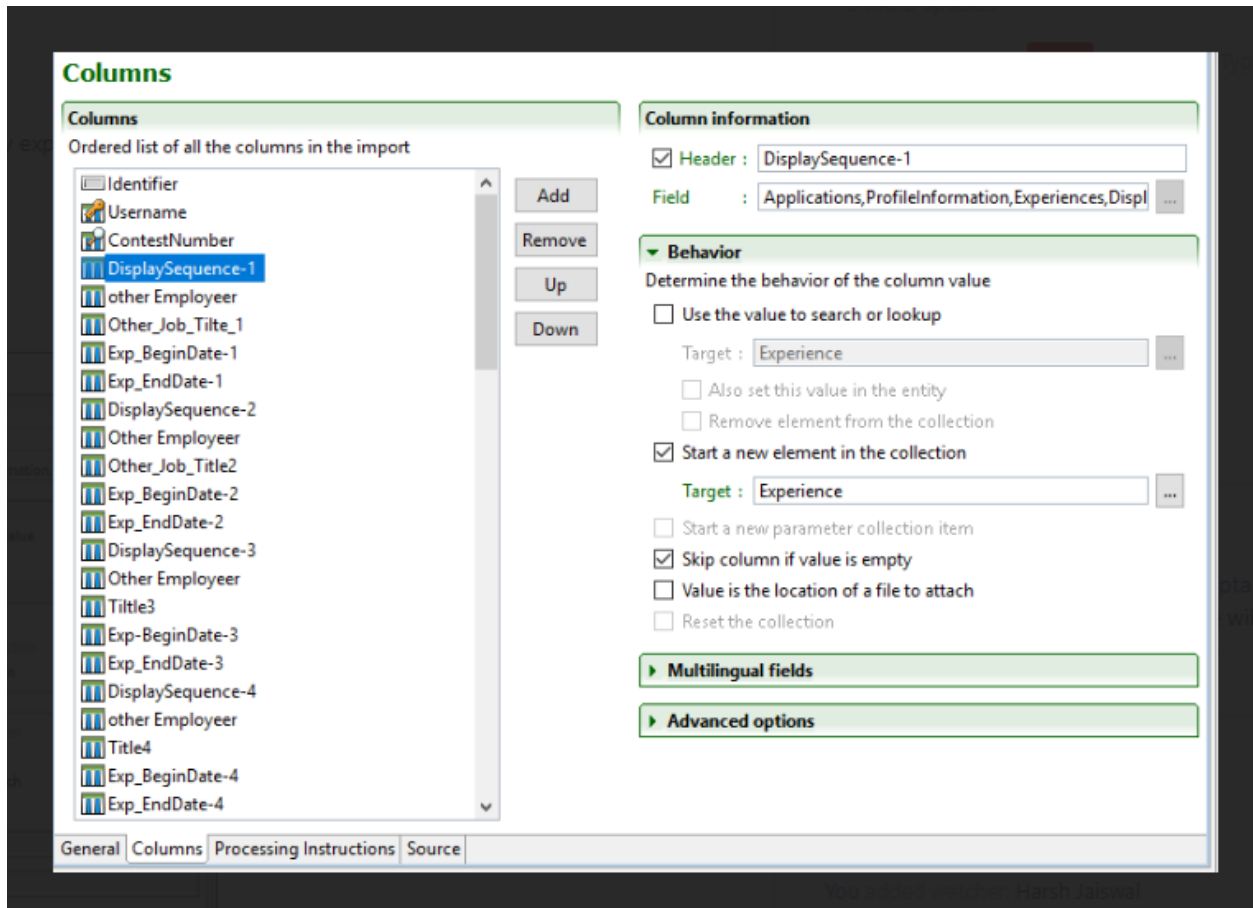 Columns
Columns
Ordered list of all the columns in the import
Identifier
Username
ContestNumber
DisplaySequence-1
other Employeer
Other_Job_Tilte_1
Exp_BeginDate-1
Exp_EndDate-1
DisplaySequence-2
Other Employeer
Other_Job_Title2
Exp_BeginDate-2
Exp_EndDate-2
DisplaySequence-3
Other Employeer
Tiltle3
Exp-BeginDate-3
Exp_EndDate-3
DisplaySequence-4
other Employeer
Title4
Exp_BeginDate-4
Exp_EndDate-4
Add
Remove
Up
Down
Column information
Header : DisplaySequence-1
Field : Applications,ProfileInformation,Experiences,Displ ...
Behavior
Determine the behavior of the column value
Use the value to search or lookup
Target : Experience ...
Also set this value in the entity
Remove element from the collection
Start a new element in the collection
Target : Experience ...
Start a new parameter collection item
Skip column if value is empty
Value is the location of a file to attach
Reset the collection
Multilingual fields
Advanced options
General Columns Processing Instructions Source
You added watcher Harsh Jaiswal